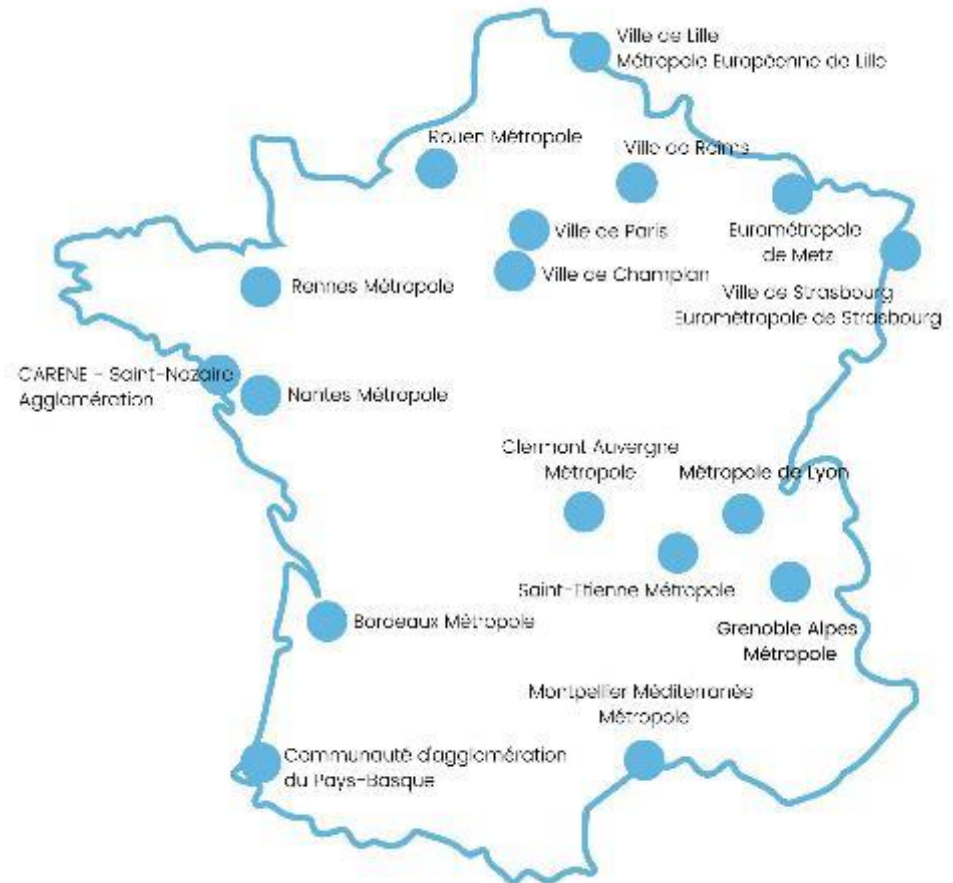 Ville de Lille
Métropole Européenne de Lille
Rouen Métropole
Ville de Reims
Ville de Paris
Eurométropole
de Metz
Ville de Champlan
Rennes Métropole
Ville de Strasbourg
Eurométropole de Strasbourg
CARENE - Saint-Nazaire
Agglomération
Nantes Métropole
Clermont Auvergne
Métropole
Métropole de Lyon
Saint-Etienne Métropole
Bordeaux Métropole
Grenoble Alpes
Métropole
Montpellier Méditerranée
Métropole
Communauté d'agglomération
du Pays-Basque